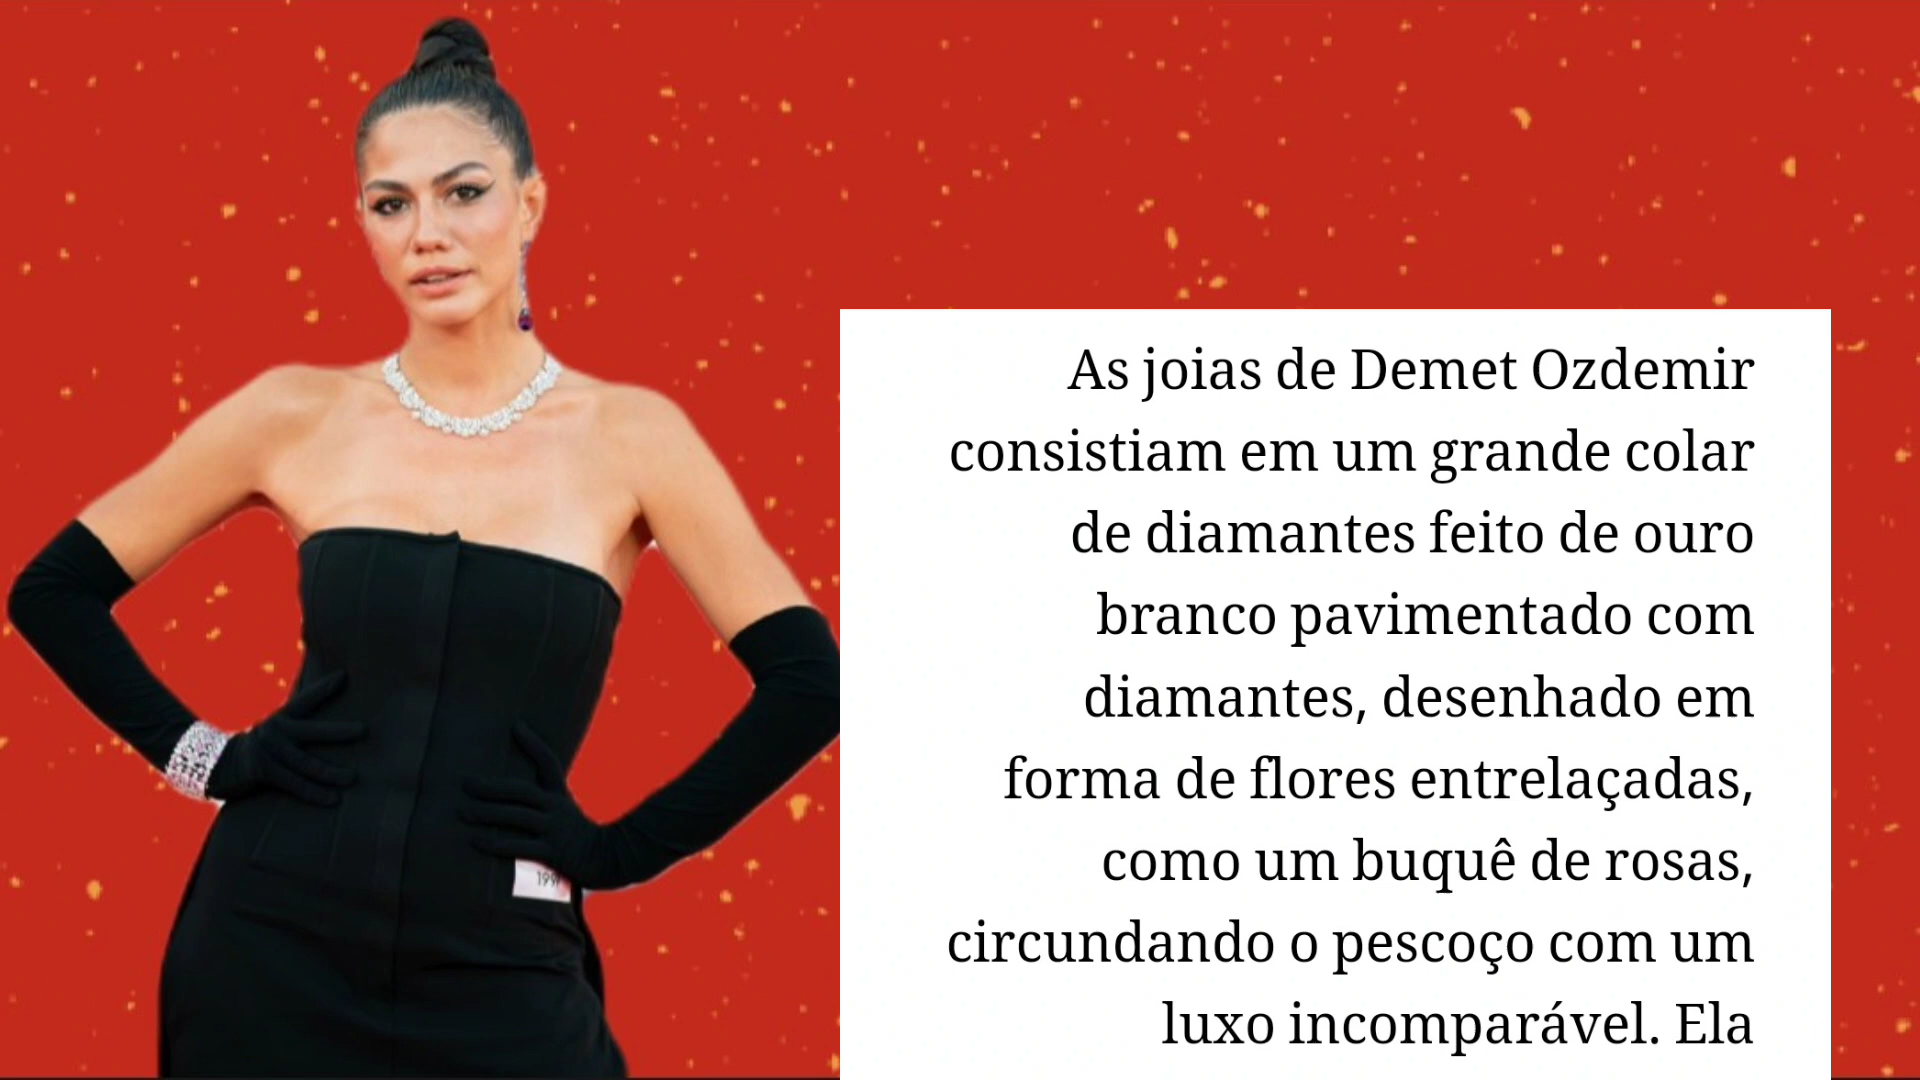 As joias de Demet Ozdemir
consistiam em um grande colar
de diamantes feito de ouro
branco pavimentado com
diamantes, desenhado em
forma de flores entrelaçadas,
como um buquê de rosas,
circundando o pescoço com um
luxo incomparável. Ela